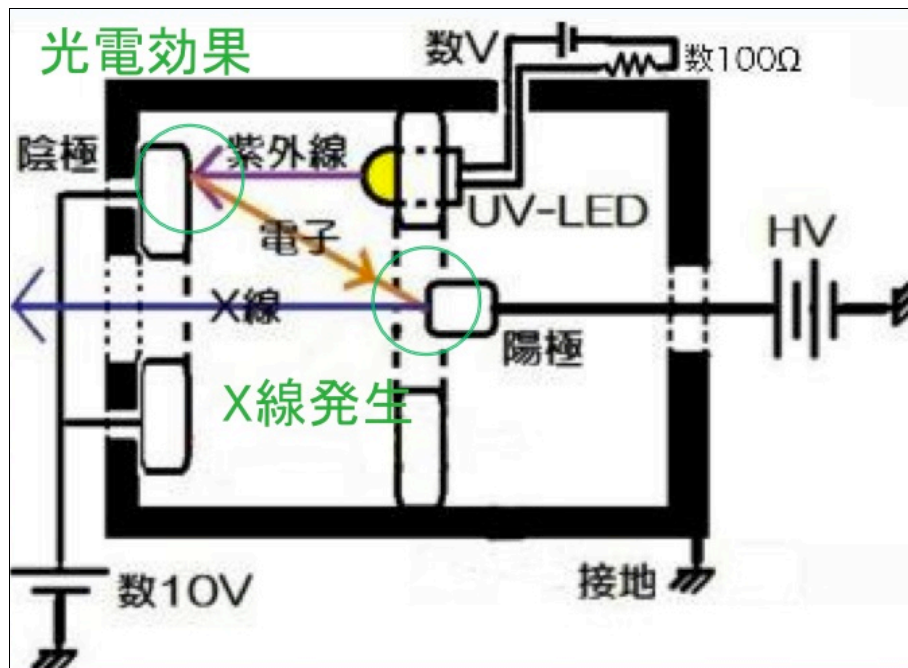 光電効果
数V
数100Ω
陰極
紫外線
UV-LED
電子
HV
X線
陽極
X線発生
数10V
接地